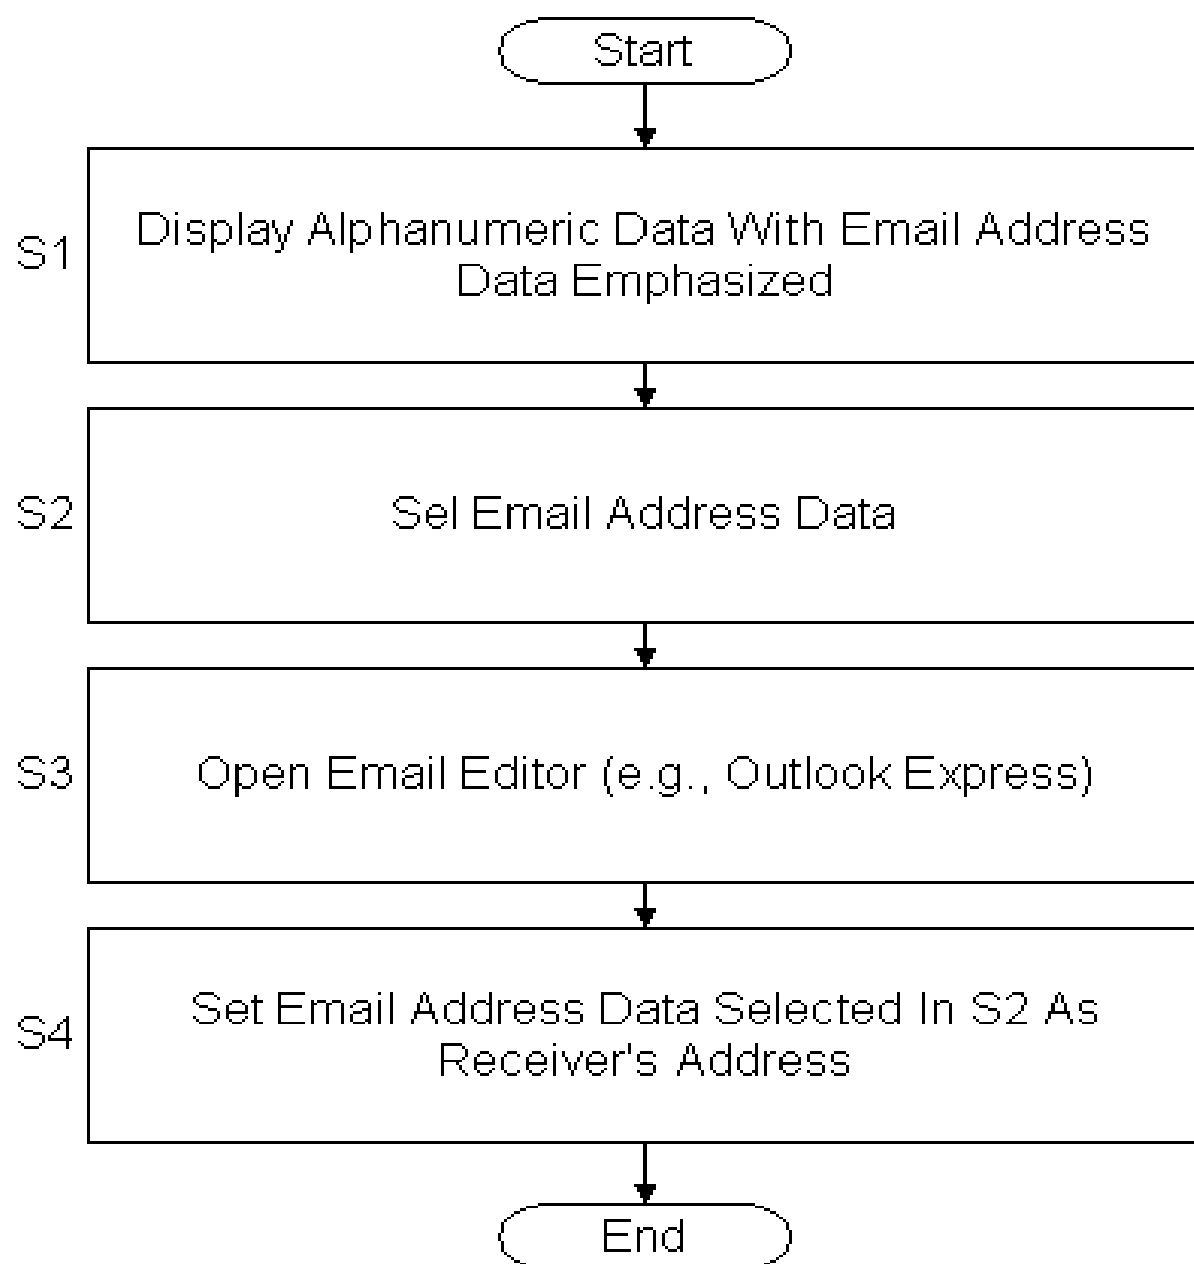 Start
S1
Display Alphanumeric Data With Email Address
Data Emphasized
S2
Sel Email Address Data
S3
Open Email Editor (e.g., Outlook Express)
S4
Set Email Address Data Selected In S2 As
Receiver's Address
End